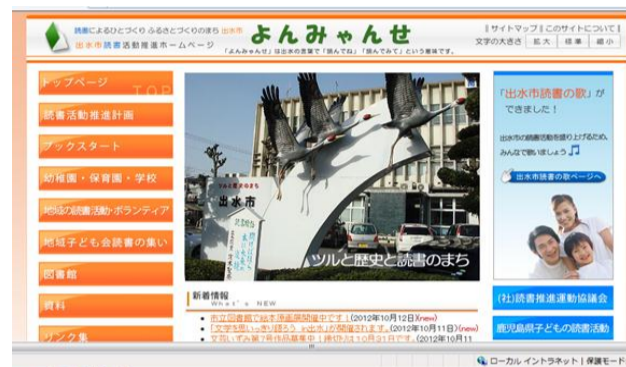 読書によるひとづくり ふるさとづくりのまち 出水市
出水市読書活動推進ホームページ
よんみゃんせ
「よんみゃんせ」は出水の言葉で「読んでね」「読んでみて」という意味です。
‖サイトマップ‖このサイトについて‖
文字の大きさ 拡大 標準 縮小
トップページ
TOP
読書活動推進計画
ブックスタート
幼稚園・保育園・学校
地域の読書活動・ボランティア
地域子ども会読書の集い
図書館
資料
リンク集
ツルと歴史のまち
出水市
ツルと歴史と読書のまち
新着情報
What's NEW
市立図書館で絵本原画展開催中です！(2012年10月12日)(new)
「文字を思いっきり語ろう in出水」が開催されます。(2012年10月11日)(new)
「出水市読書の歌」が
できました！
出水市の読書活動を盛り上げるため、
みんなで歌いましょう
出水市読書の歌ページへ
(社)読書推進運動協議会
鹿児島県子どもの読書活動
ローカル イントラネット | 保護モード